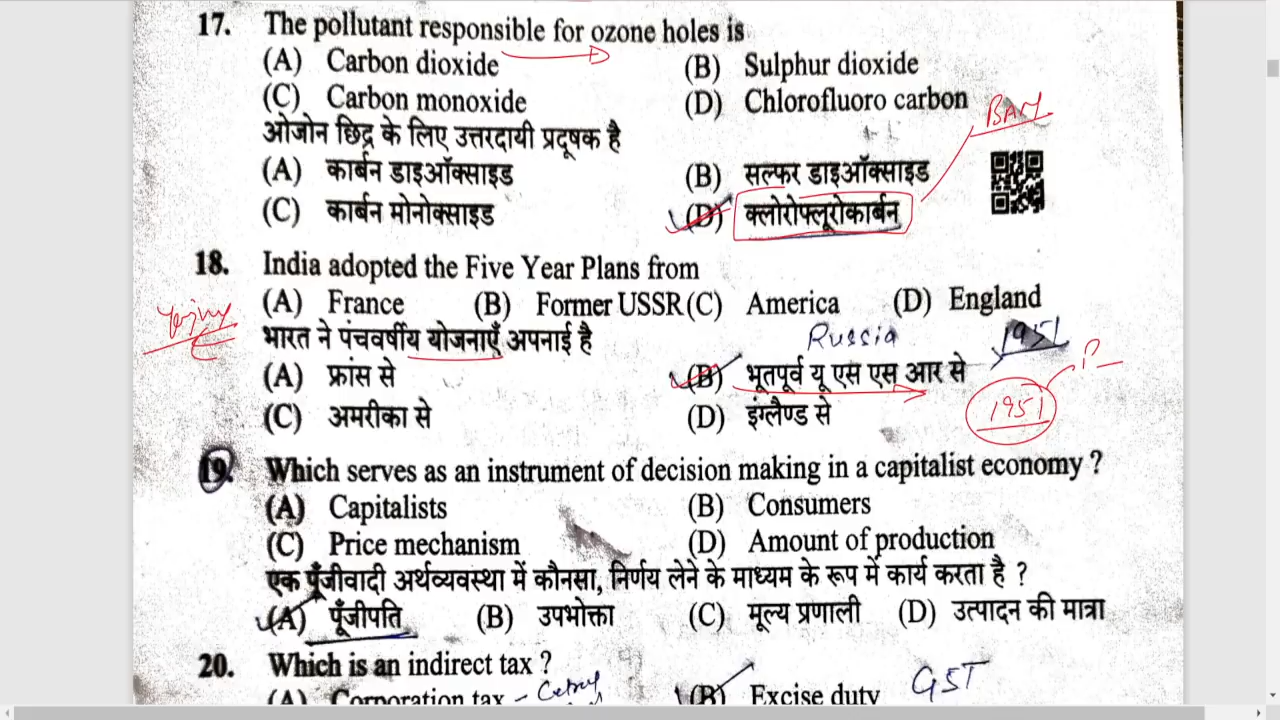 17. The pollutant responsible for ozone holes is
(A) Carbon dioxide (B) Sulphur dioxide
(C) Carbon monoxide (D) Chlorofluoro carbon
BAN
ओजोन छिद्र के लिए उत्तरदायी प्रदूषक है
(A) कार्बन डाइऑक्साइड (B) सल्फर डाइऑक्साइड
(C) कार्बन मोनोक्साइड (D) क्लोरोफ्लूरोकार्बन
18. India adopted the Five Year Plans from
(A) France (B) Former USSR (C) America (D) England
भारत ने पंचवर्षीय योजनाएँ अपनाई है
Russia 1951
(A) फ्रांस से (B) भूतपूर्व यू एस एस आर से
(C) अमरीका से (D) इंग्लैण्ड से
1951
19. Which serves as an instrument of decision making in a capitalist economy ?
(A) Capitalists (B) Consumers
(C) Price mechanism (D) Amount of production
एक पूँजीवादी अर्थव्यवस्था में कौनसा, निर्णय लेने के माध्यम के रूप में कार्य करता है ?
(A) पूँजीपति (B) उपभोक्ता (C) मूल्य प्रणाली (D) उत्पादन की मात्रा
20. Which is an indirect tax ?
(A) Corporation tax (B) Excise duty GST